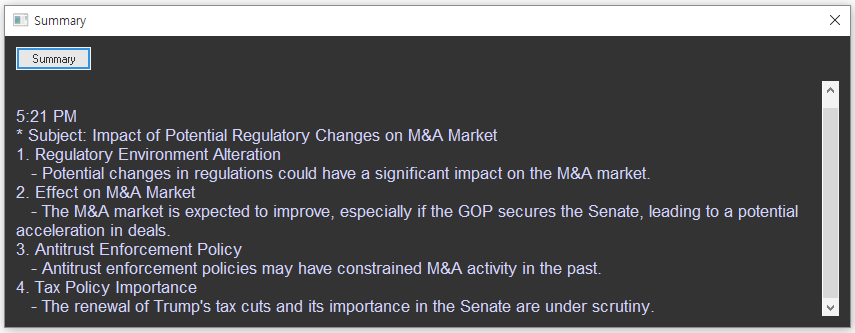 Summary
Summary
5:21 PM
* Subject: Impact of Potential Regulatory Changes on M&A Market
1. Regulatory Environment Alteration
- Potential changes in regulations could have a significant impact on the M&A market.
2. Effect on M&A Market
- The M&A market is expected to improve, especially if the GOP secures the Senate, leading to a potential
acceleration in deals.
3. Antitrust Enforcement Policy
- Antitrust enforcement policies may have constrained M&A activity in the past.
4. Tax Policy Importance
- The renewal of Trump's tax cuts and its importance in the Senate are under scrutiny.